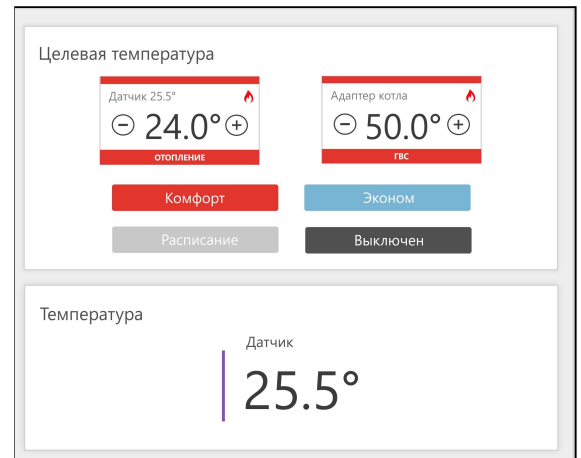 Целевая температура
Датчик 25.5°
24.0°
ОТОПЛЕНИЕ
Адаптер котла
50.0°
ГВС
Комфорт
Эконом
Расписание
Выключен
Температура
Датчик
25.5°